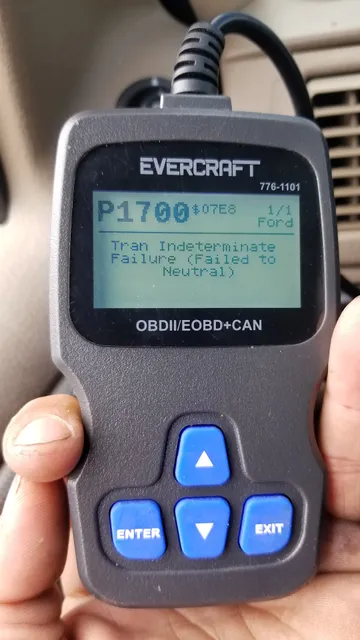 EVERCRAFT
776-1101
P1700 $07E8 1/1
Ford
Tran Indeterminate
Failure (Failed to
Neutral)
OBDII/EOBD+CAN
ENTER
EXIT